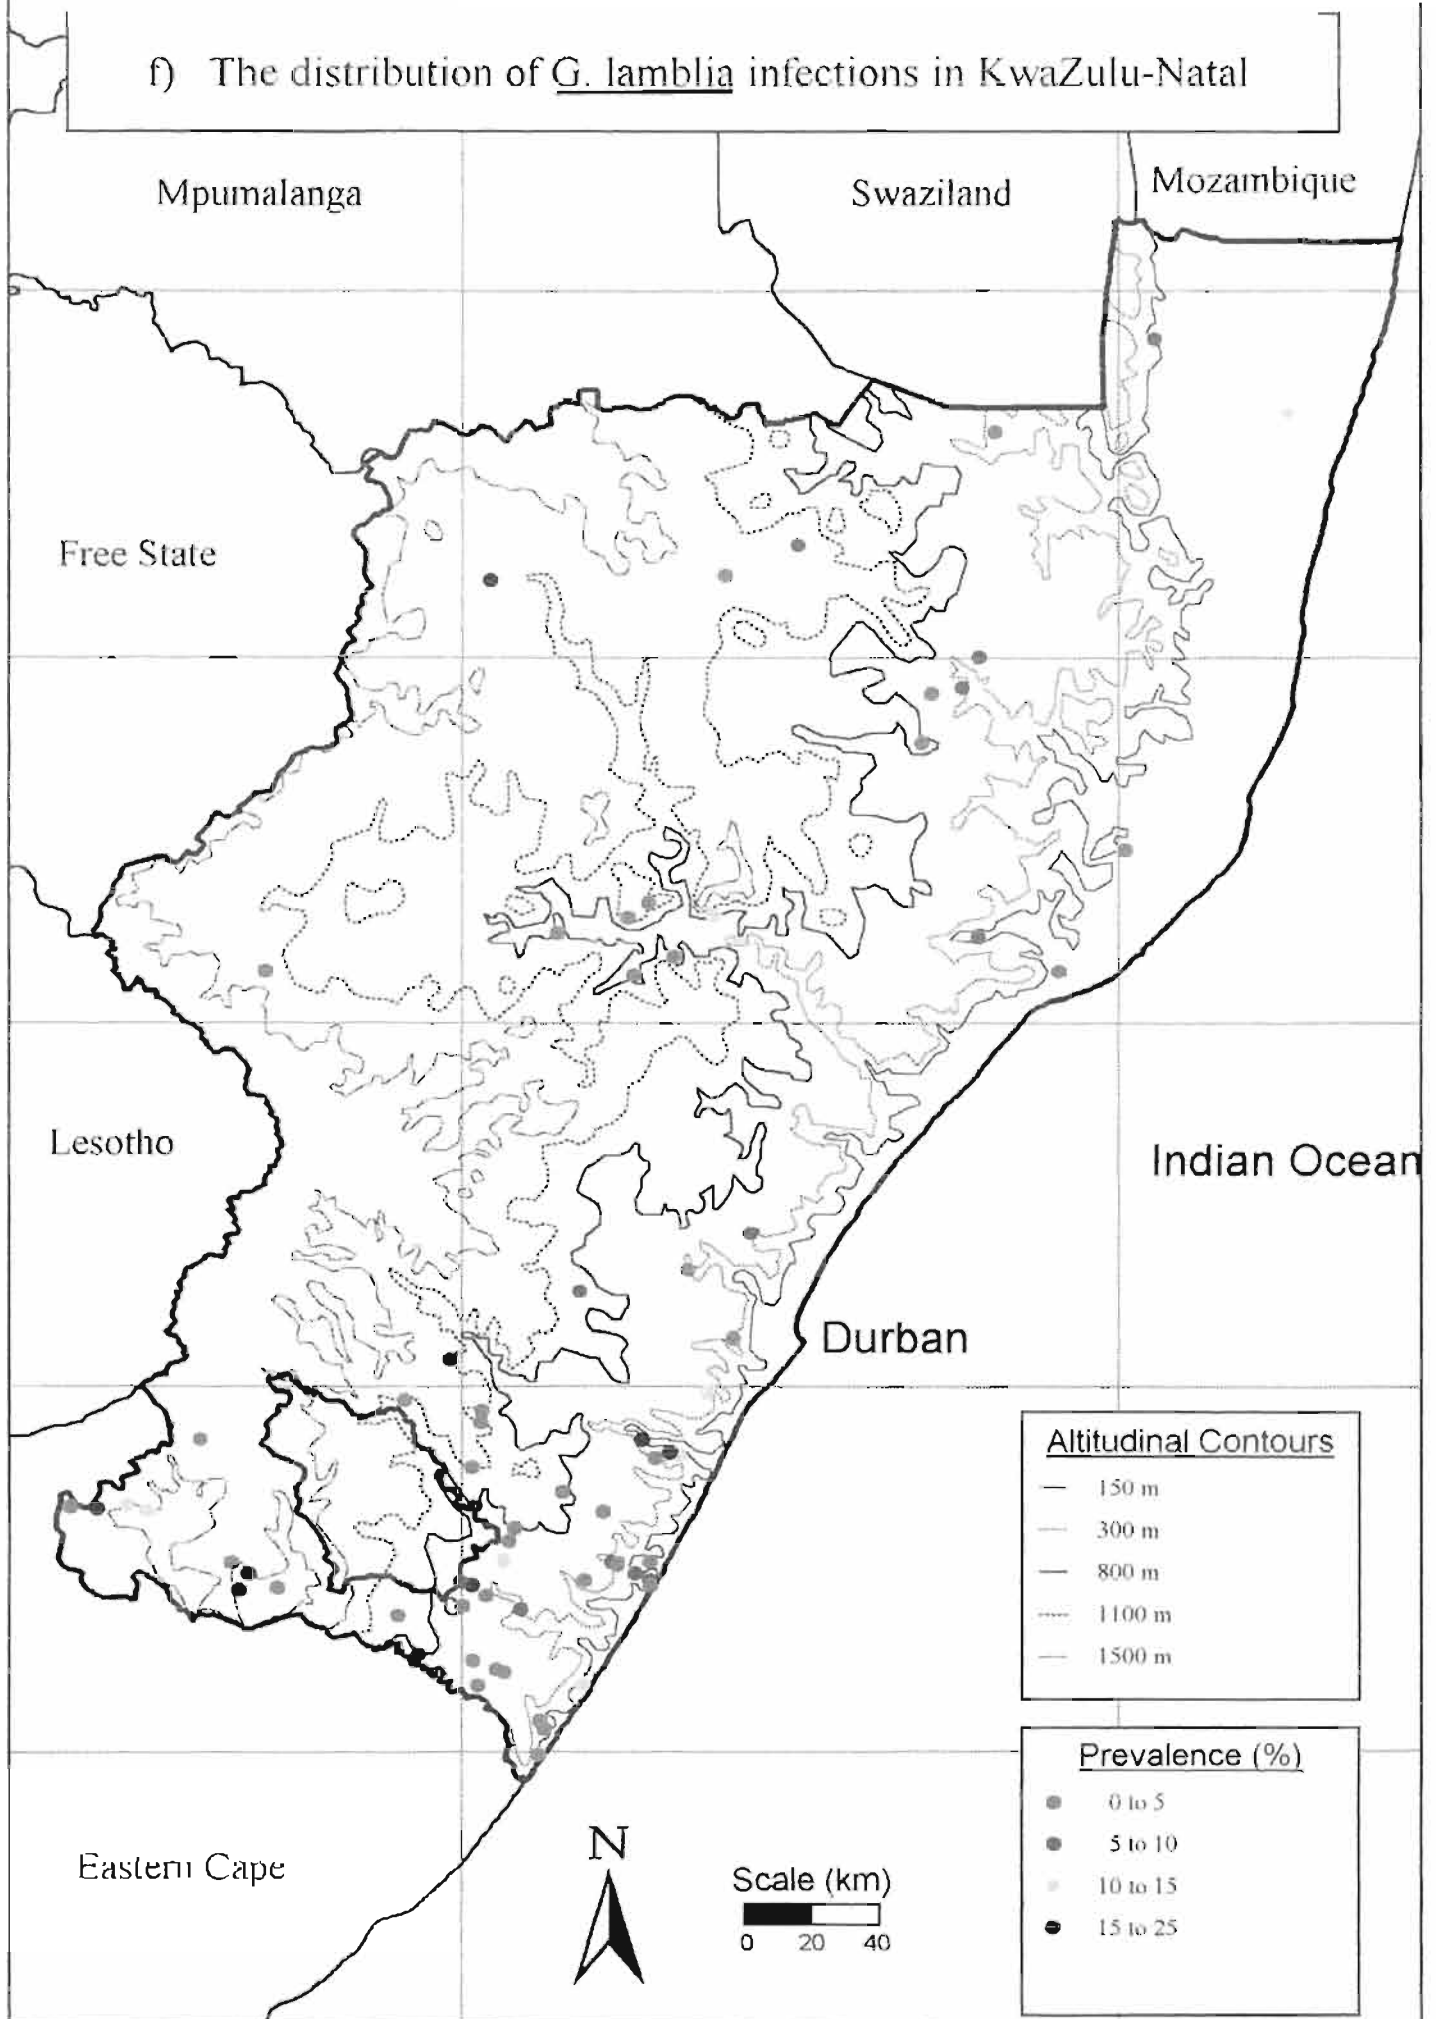 f) The distribution of G. lamblia infections in KwaZulu-Natal
Mpumalanga
Swaziland
Mozambique
Free State
Lesotho
Indian Ocean
Durban
Altitudinal Contours
150 m
300 m
800 m
1100 m
1500 m
Prevalence (%)
0 to 5
5 to 10
10 to 15
15 to 25
Eastern Cape
N
Scale (km)
0 20 40